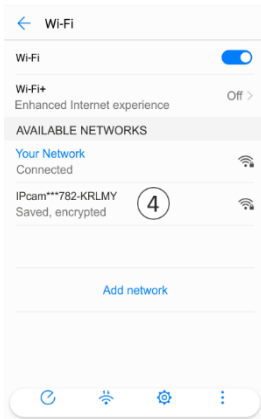 Wi-Fi
Wi-Fi
Wi-Fi+
Enhanced Internet experience
Off
AVAILABLE NETWORKS
Your Network
Connected
IPcam***782-KRLMY
Saved, encrypted
4
Add network